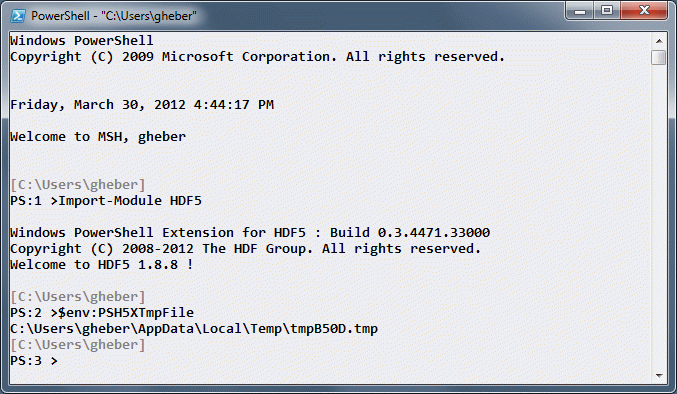 PowerShell - "C:\Users\gheber"
Windows PowerShell
Copyright (C) 2009 Microsoft Corporation. All rights reserved.
Friday, March 30, 2012 4:44:17 PM
Welcome to MSH, gheber
[C:\Users\gheber]
PS:1 >Import-Module HDF5
Windows PowerShell Extension for HDF5 : Build 0.3.4471.33000
Copyright (C) 2008-2012 The HDF Group. All rights reserved.
Welcome to HDF5 1.8.8 !
[C:\Users\gheber]
PS:2 >$env:PSH5XTmpFile
C:\Users\gheber\AppData\Local\Temp\tmpB50D.tmp
[C:\Users\gheber]
PS:3 >